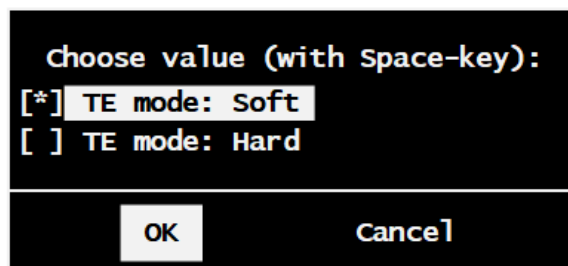 Choose value (with Space-key):
[*] TE mode: Soft
[ ] TE mode: Hard
OK Cancel